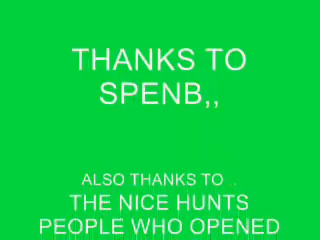 THANKS TO
SPENB,,
ALSO THANKS TO .
THE NICE HUNTS
PEOPLE WHO OPENED